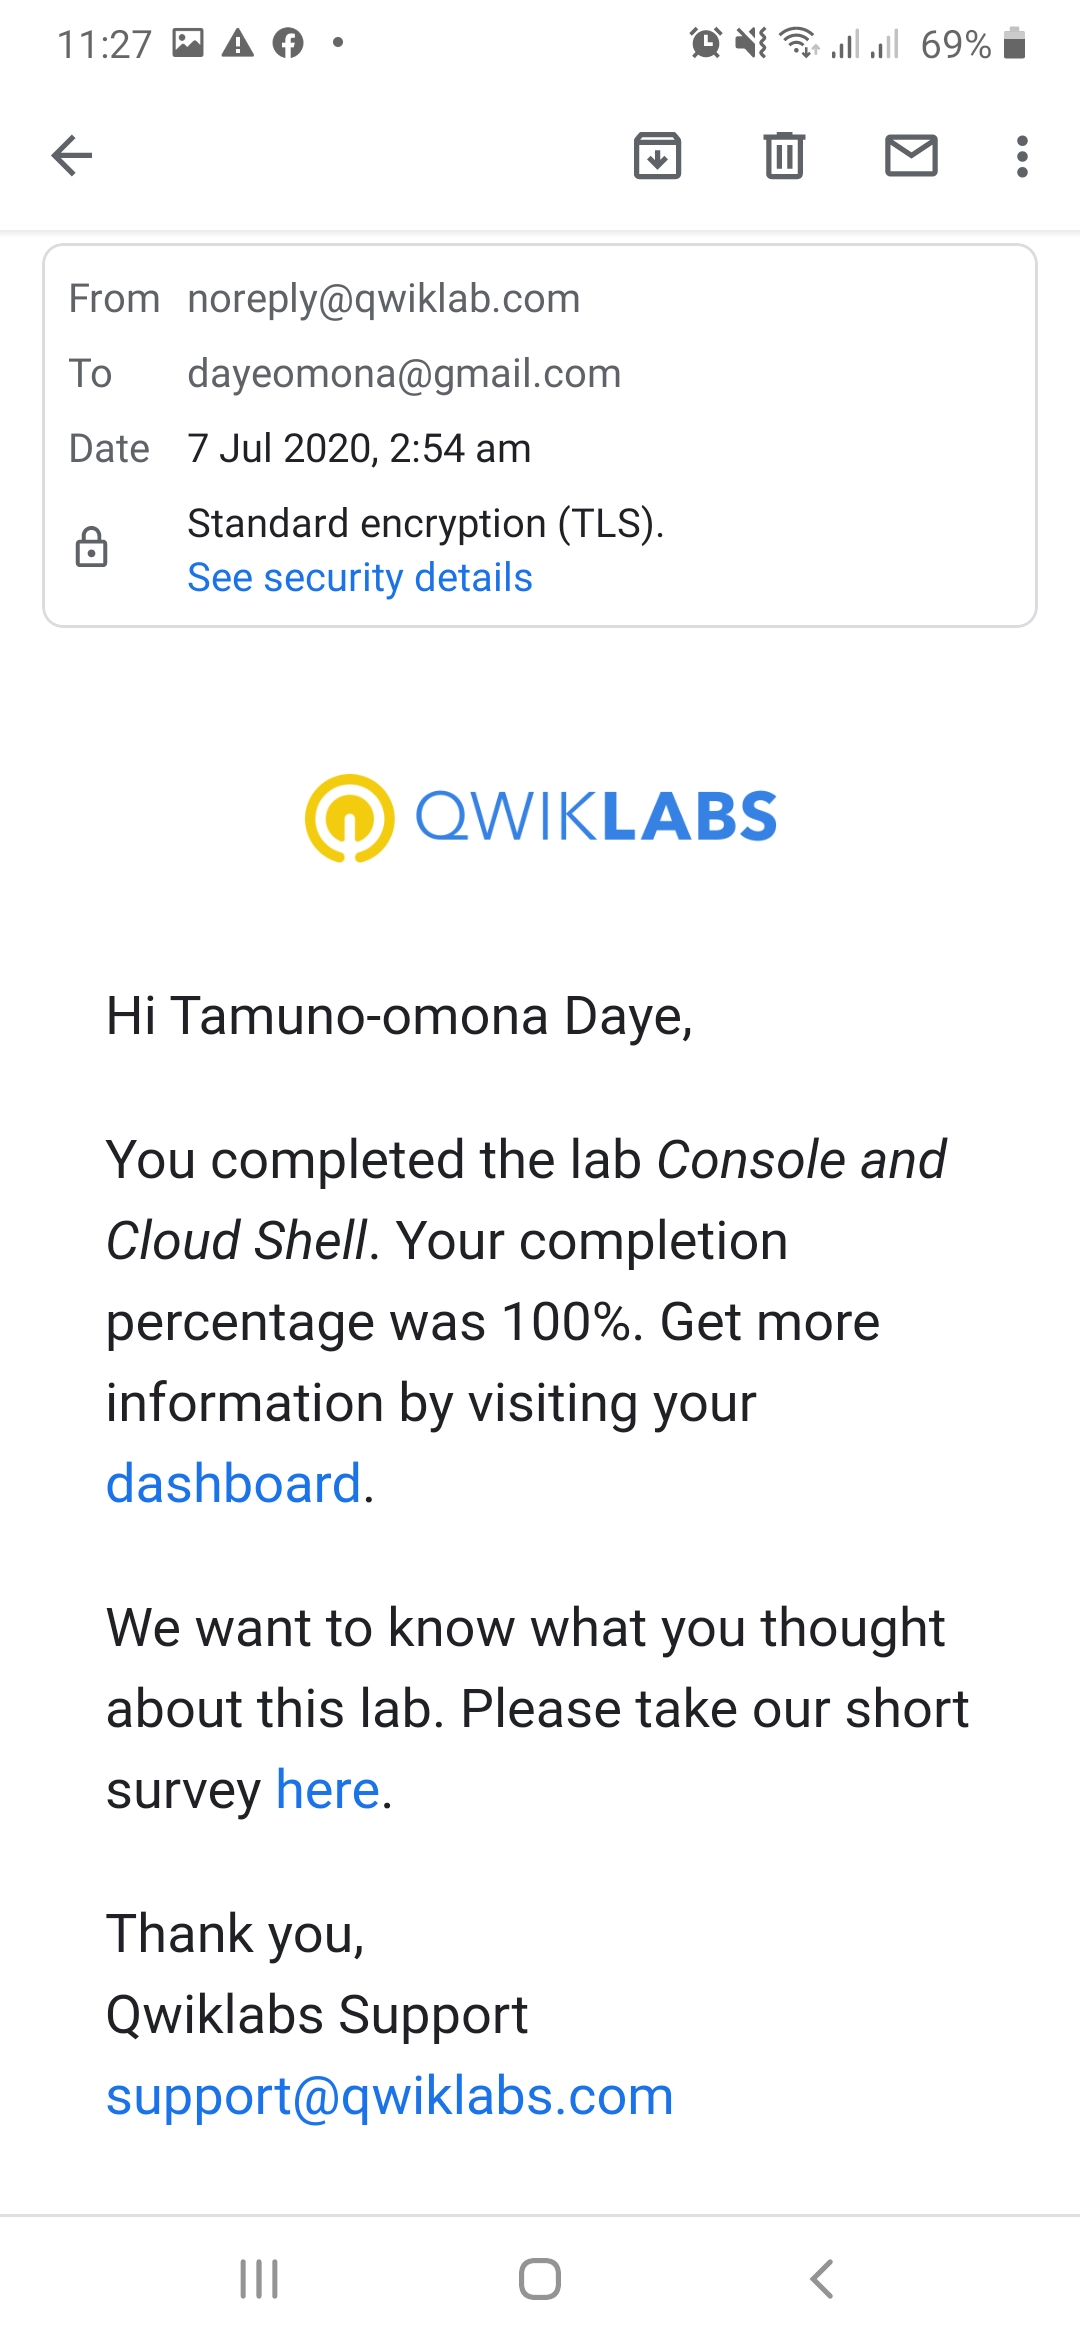 11:27 69%
From noreply@qwiklab.com
To dayeomona@gmail.com
Date 7 Jul 2020, 2:54 am
Standard encryption (TLS).
See security details
QWIKLABS
Hi Tamuno-omona Daye,
You completed the lab Console and
Cloud Shell. Your completion
percentage was 100%. Get more
information by visiting your
dashboard.
We want to know what you thought
about this lab. Please take our short
survey here.
Thank you,
Qwiklabs Support
support@qwiklabs.com